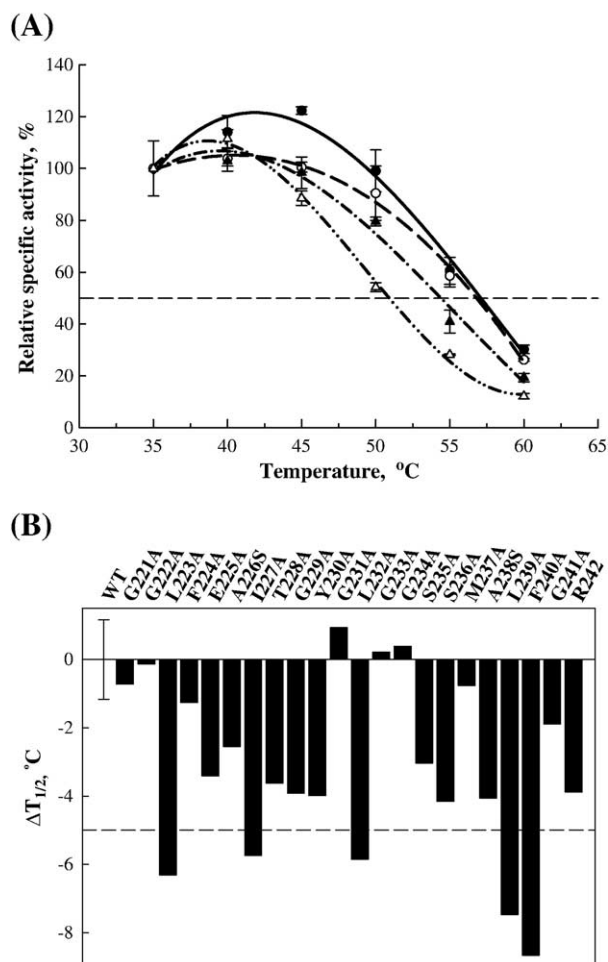 (A)
140
120
100
80
60
40
20
0
Relative specific activity, %
30 35 40 45 50 55 60 65
Temperature, °C
(B)
WT G221A G222A L223A F224A E225A A226S I227A T228A G229A Y230A G231A L232A G233A G234A S235A S236A M237A A238S L239A F240A G241A R242
0
-2
-4
-6
-8
ΔT1/2, °C